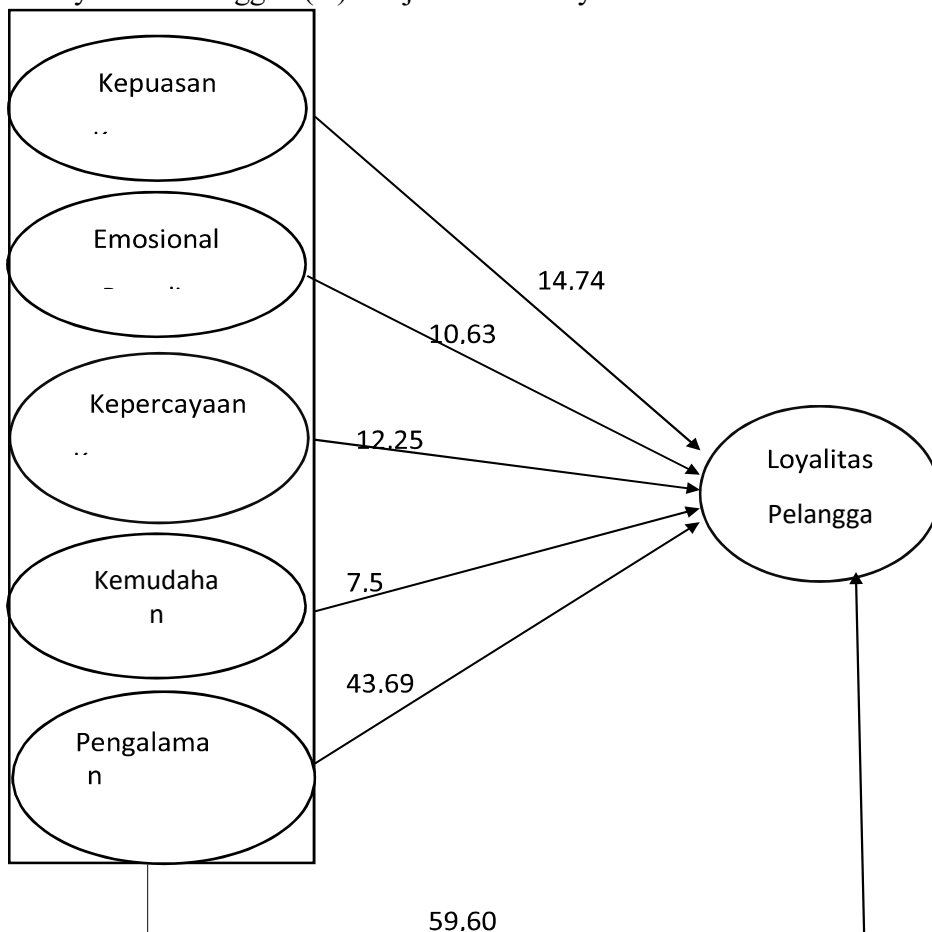 Kepuasan
Emosional
Kepercayaan
Kemudaha
n
Pengalama
n
14.74
10.63
12.25
7.5
43.69
Loyalitas
Pelangga
59,60